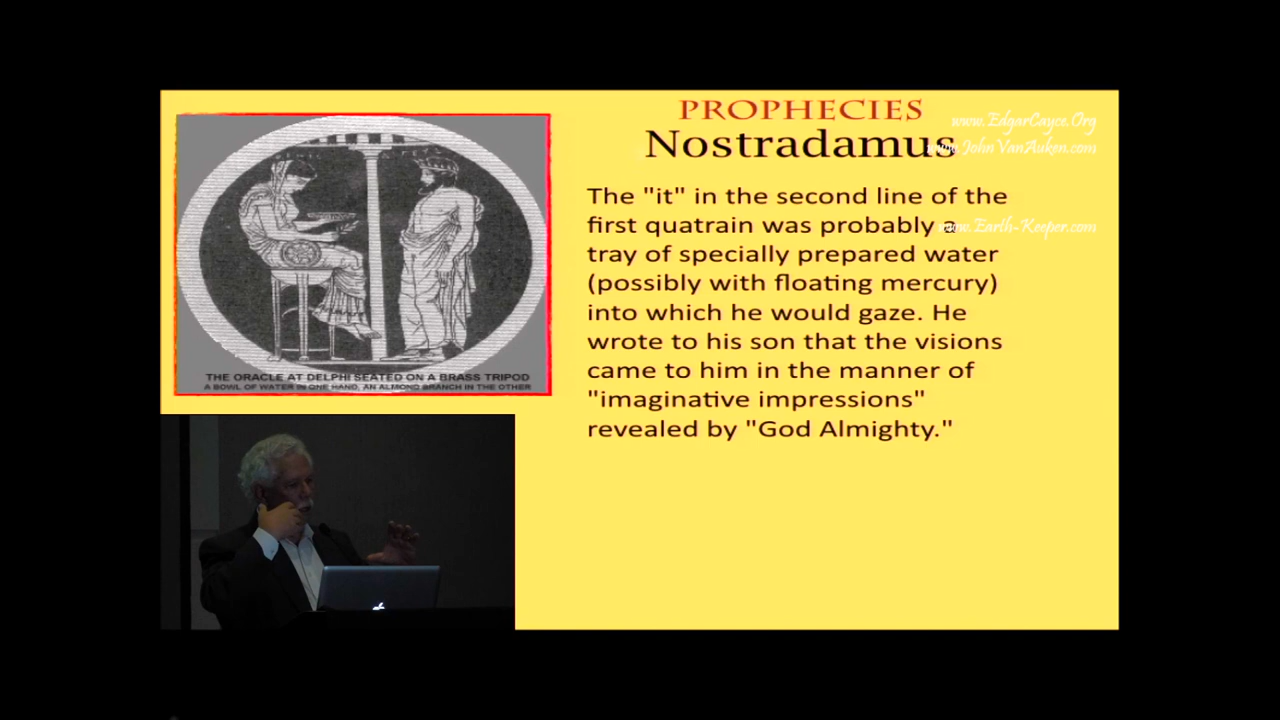 PROPHECIES
Nostradamus
www.EdgarCayce.Org
www.JohnVanAuken.com
www.Earth-Keeper.com
The "it" in the second line of the
first quatrain was probably a
tray of specially prepared water
(possibly with floating mercury)
into which he would gaze. He
wrote to his son that the visions
came to him in the manner of
"imaginative impressions"
revealed by "God Almighty."
THE ORACLE AT DELPHI SEATED ON A BRASS TRIPOD
A BOWL OF WATER IN ONE HAND, AN ALMOND BRANCH IN THE OTHER